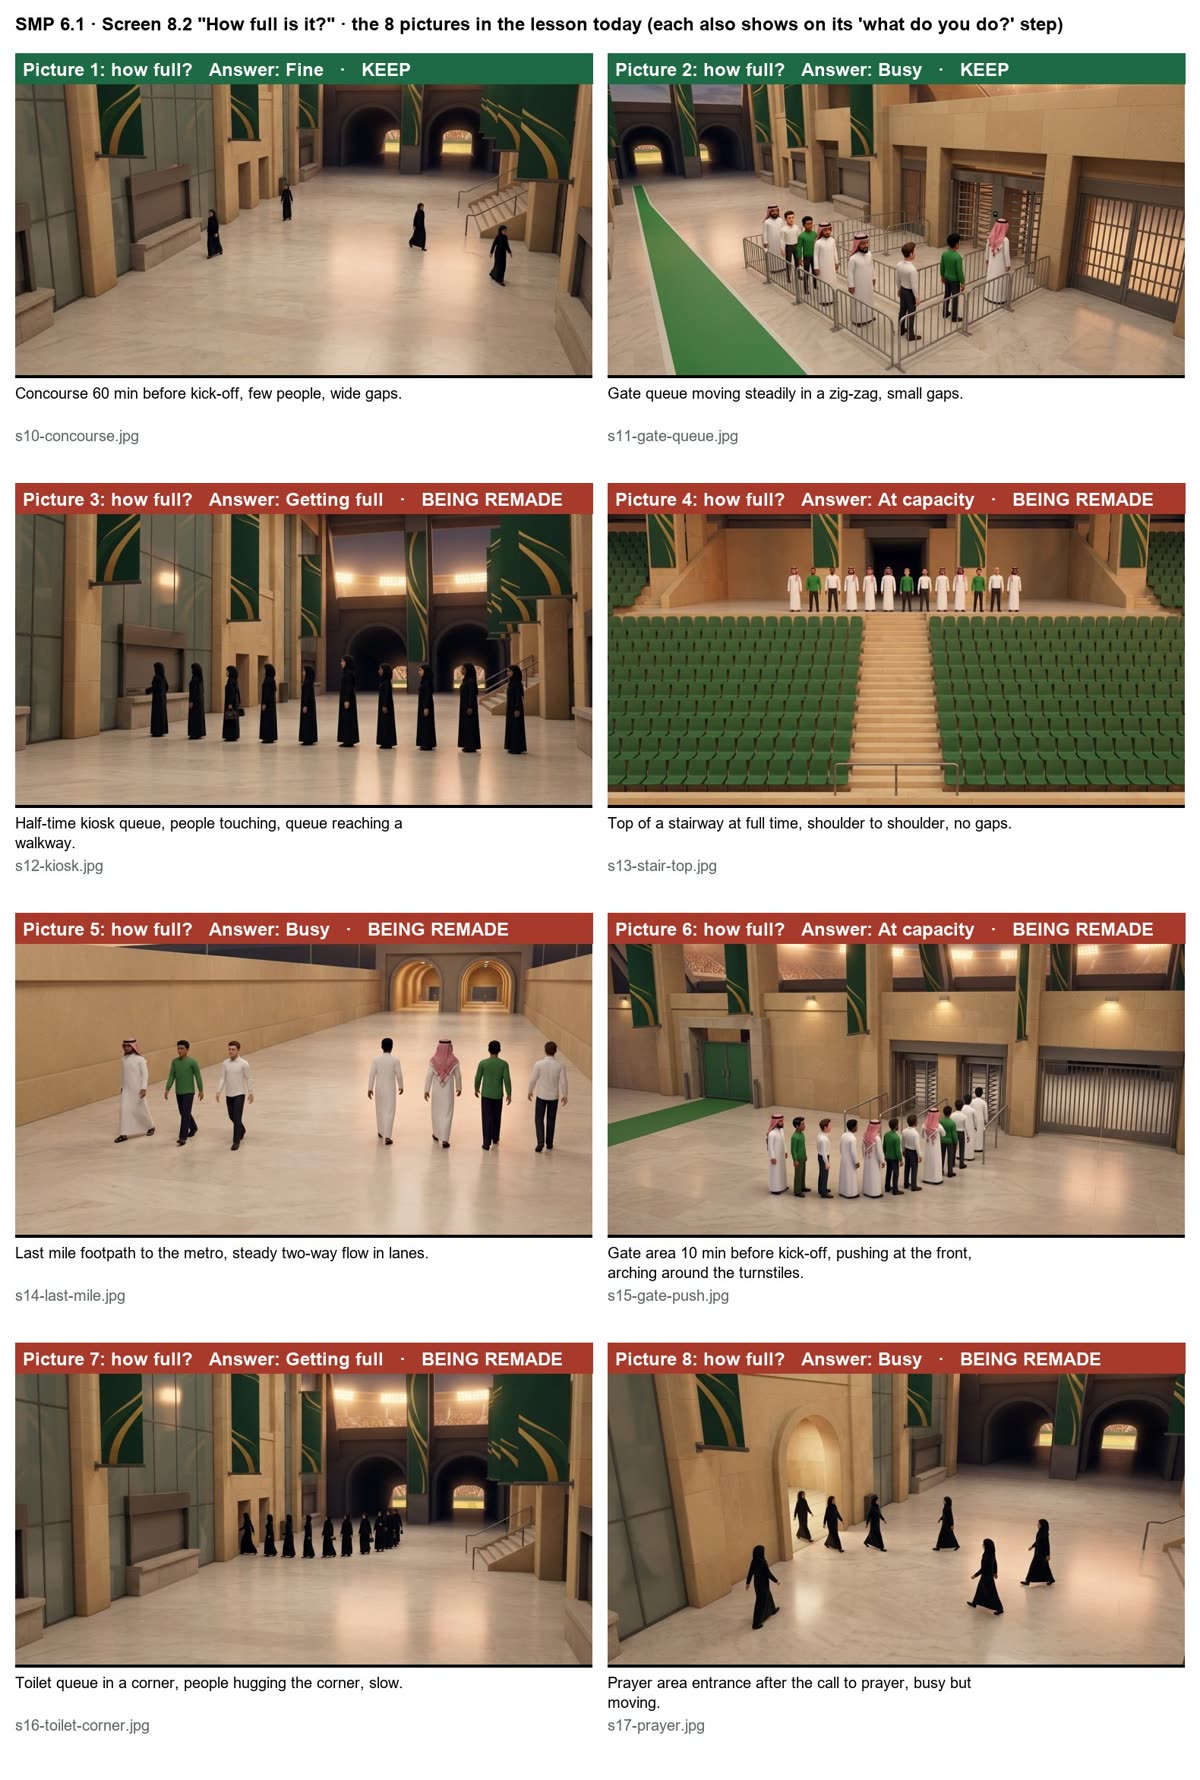 SMP 6.1 · Screen 8.2 "How full is it?" · the 8 pictures in the lesson today (each also shows on its 'what do you do?' step)
Picture 1: how full? Answer: Fine · KEEP
Concourse 60 min before kick-off, few people, wide gaps.
s10-concourse.jpg
Picture 2: how full? Answer: Busy · KEEP
Gate queue moving steadily in a zig-zag, small gaps.
s11-gate-queue.jpg
Picture 3: how full? Answer: Getting full · BEING REMADE
Half-time kiosk queue, people touching, queue reaching a
walkway.
s12-kiosk.jpg
Picture 4: how full? Answer: At capacity · BEING REMADE
Top of a stairway at full time, shoulder to shoulder, no gaps.
s13-stair-top.jpg
Picture 5: how full? Answer: Busy · BEING REMADE
Last mile footpath to the metro, steady two-way flow in lanes.
s14-last-mile.jpg
Picture 6: how full? Answer: At capacity · BEING REMADE
Gate area 10 min before kick-off, pushing at the front,
arching around the turnstiles.
s15-gate-push.jpg
Picture 7: how full? Answer: Getting full · BEING REMADE
Toilet queue in a corner, people hugging the corner, slow.
s16-toilet-corner.jpg
Picture 8: how full? Answer: Busy · BEING REMADE
Prayer area entrance after the call to prayer, busy but
moving.
s17-prayer.jpg